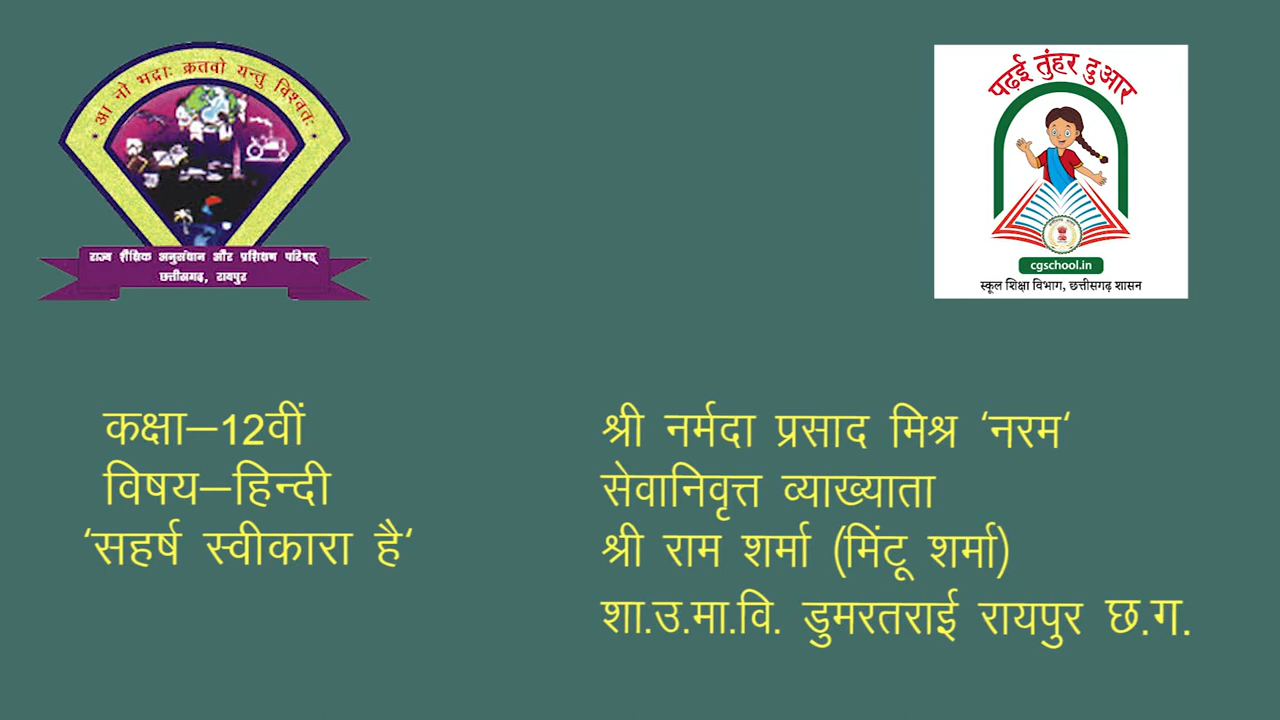 आ नो भद्राः क्रतवो यन्तु विश्वतः
राज्य शैक्षिक अनुसंधान और प्रशिक्षण परिषद्
छत्तीसगढ़, रायपुर
पढ़ई तुंहर दुआर
cgschool.in
स्कूल शिक्षा विभाग, छत्तीसगढ़ शासन
कक्षा–12वीं
विषय–हिन्दी
‘सहर्ष स्वीकारा है‘
श्री नर्मदा प्रसाद मिश्र ‘नरम‘
सेवानिवृत्त व्याख्याता
श्री राम शर्मा (मिंटू शर्मा)
शा.उ.मा.वि. डुमरतराई रायपुर छ.ग.